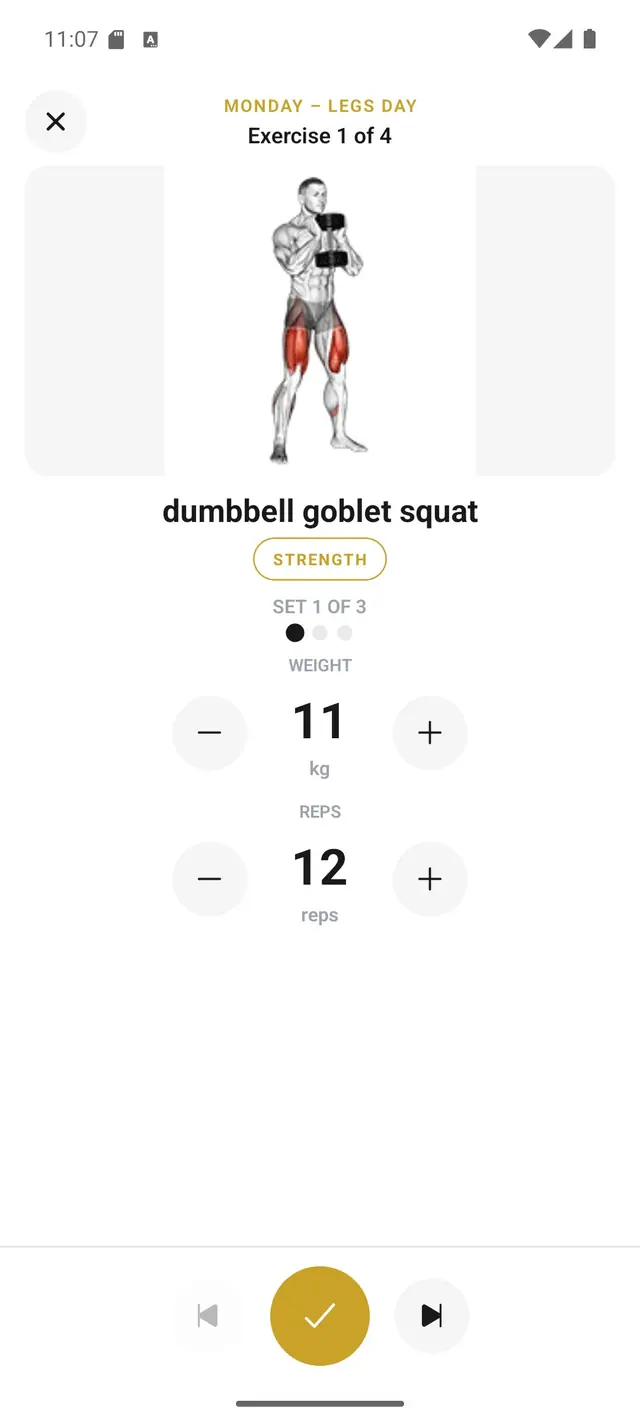 11:07
A
MONDAY – LEGS DAY
Exercise 1 of 4
dumbbell goblet squat
STRENGTH
SET 1 OF 3
WEIGHT
11
kg
REPS
12
reps